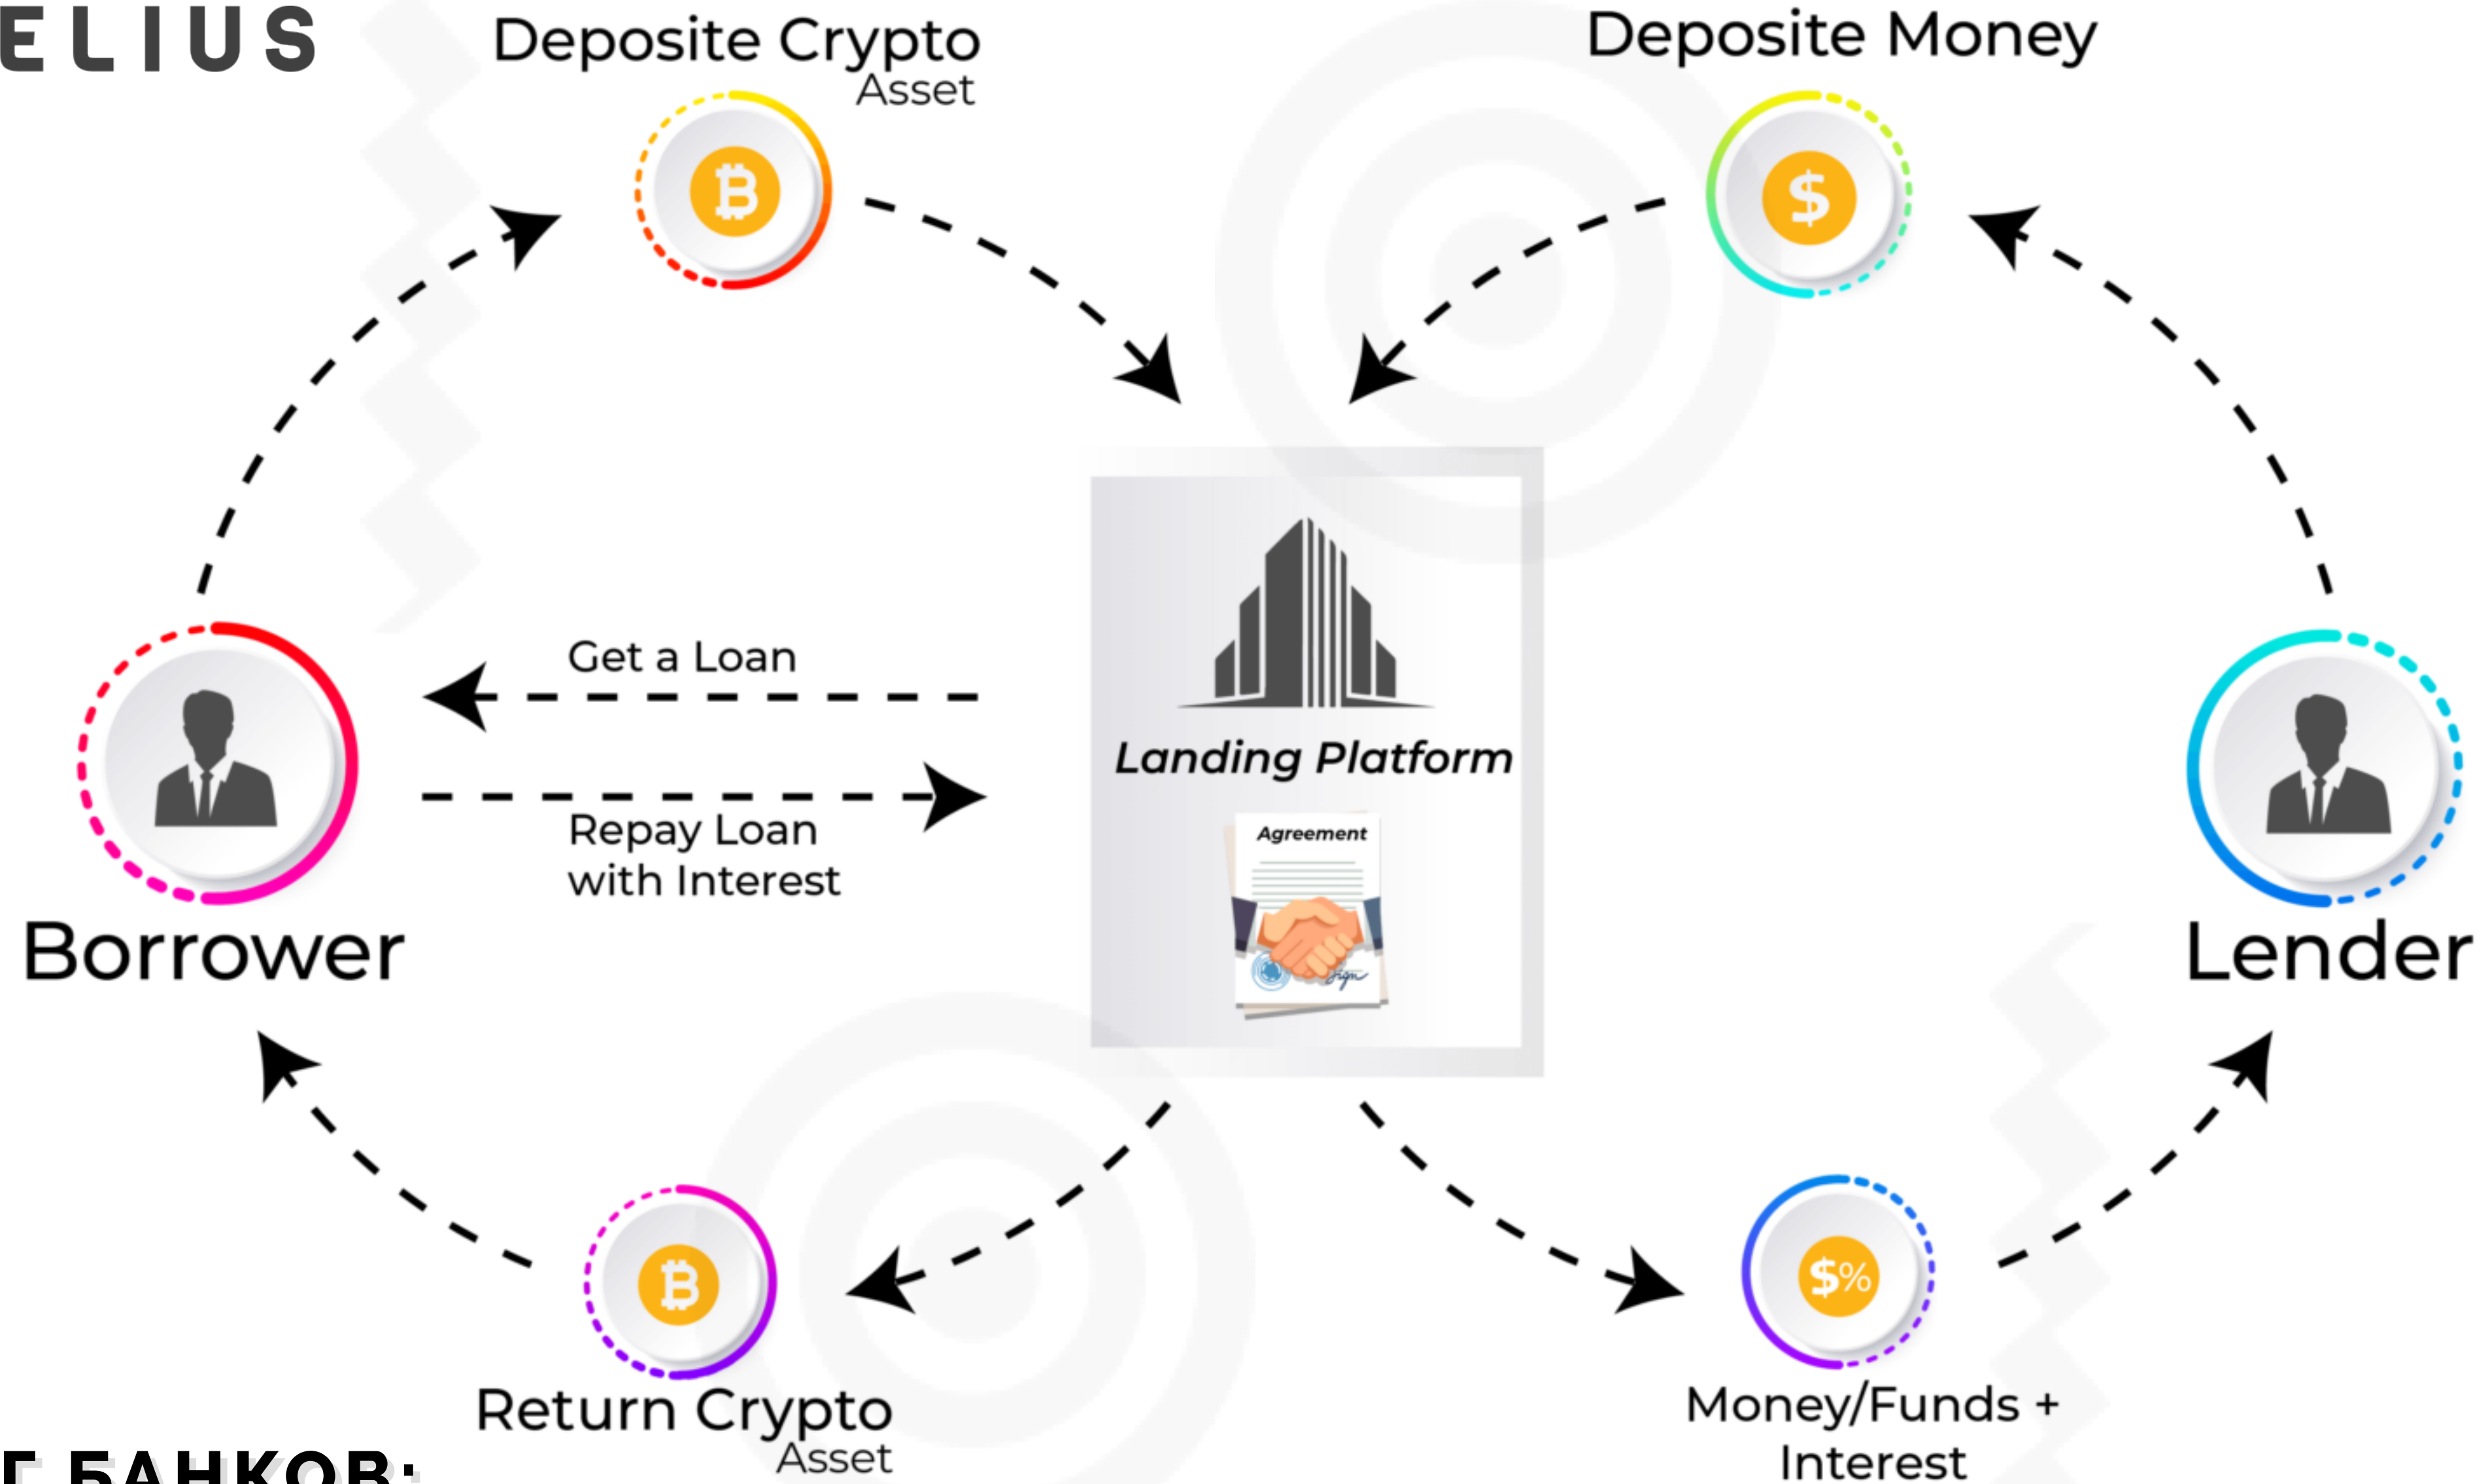 ELIUS
Deposite Crypto
Asset
Deposite Money
Get a Loan
Repay Loan
with Interest
Landing Platform
Agreement
Sign
Borrower
Lender
Return Crypto
Asset
Money/Funds +
Interest
Г БАНКОВ: